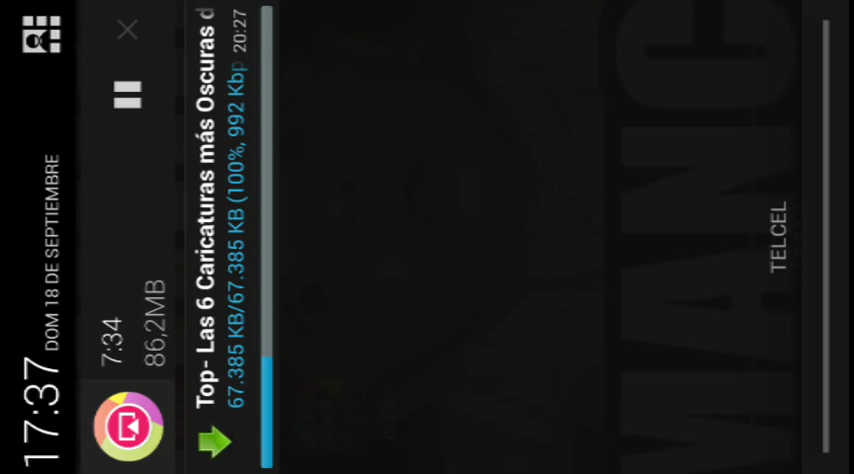 17:37 DOM 18 DE SEPTIEMBRE
7:34
86,2MB
Top- Las 6 Caricaturas más Oscuras d
67.385 KB/67.385 KB (100%, 992 Kbp 20:27
MANG
TELCEL